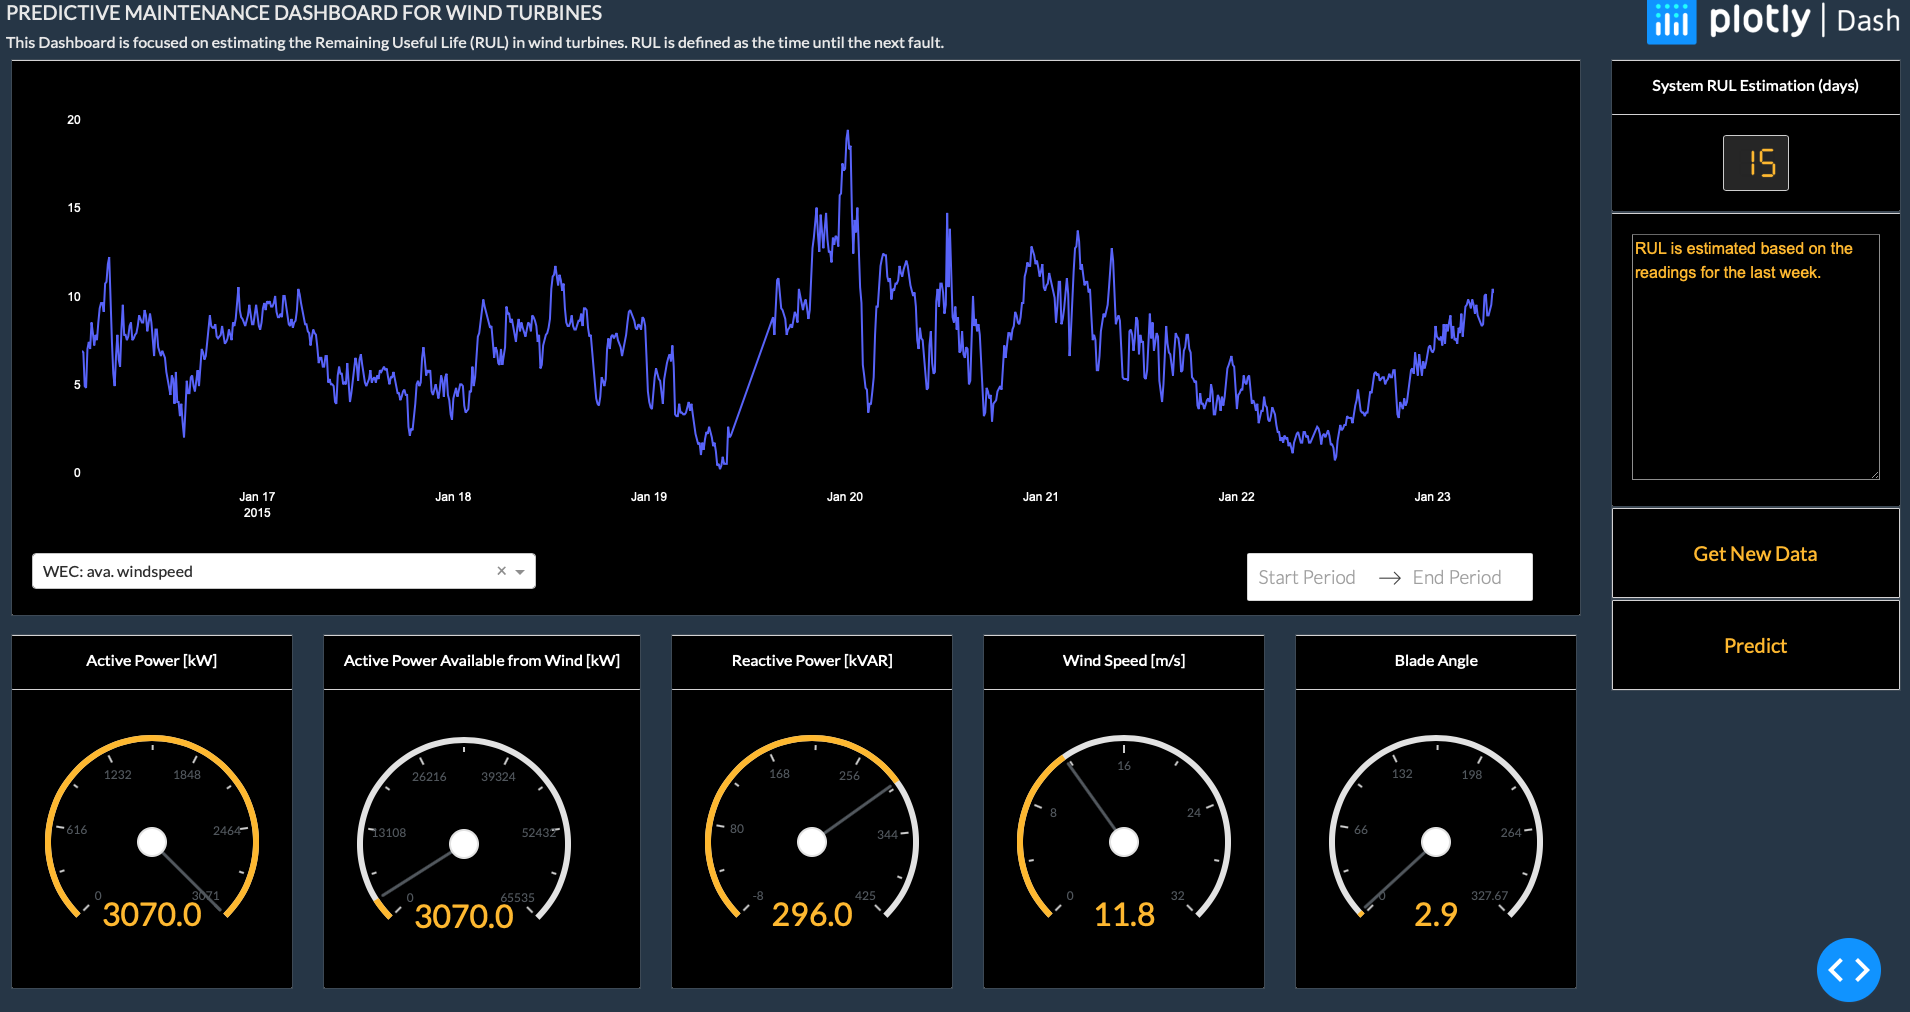 PREDICTIVE MAINTENANCE DASHBOARD FOR WIND TURBINES
This Dashboard is focused on estimating the Remaining Useful Life (RUL) in wind turbines. RUL is defined as the time until the next fault.
plotly | Dash
20
15
10
5
0
Jan 17
2015
Jan 18
Jan 19
Jan 20
Jan 21
Jan 22
Jan 23
WEC: ava. windspeed
Start Period → End Period
System RUL Estimation (days)
15
RUL is estimated based on the
readings for the last week.
Get New Data
Predict
Active Power [kW]
0
616
1232
1848
2464
3071
3070.0
Active Power Available from Wind [kW]
0
13108
26216
39324
52432
65535
3070.0
Reactive Power [kVAR]
-8
80
168
256
344
425
296.0
Wind Speed [m/s]
0
8
16
24
32
11.8
Blade Angle
0
66
132
198
264
327.67
2.9